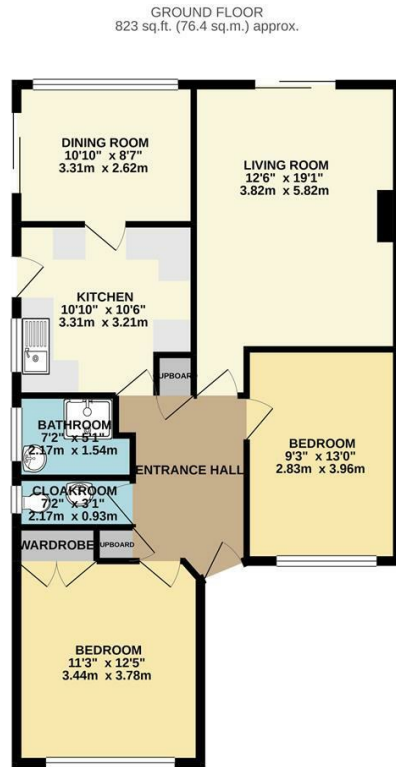 GROUND FLOOR
823 sq.ft. (76.4 sq.m.) approx.
DINING ROOM
10'10" x 8'7"
3.31m x 2.62m
LIVING ROOM
12'6" x 19'1"
3.82m x 5.82m
KITCHEN
10'10" x 10'6"
3.31m x 3.21m
UPBOARD
BATHROOM
7'2" x 5'1"
2.17m x 1.54m
BEDROOM
9'3" x 13'0"
2.83m x 3.96m
ENTRANCE HALL
CLOAKROOM
7'2" x 3'1"
2.17m x 0.93m
WARDROBE
UPBOARD
BEDROOM
11'3" x 12'5"
3.44m x 3.78m